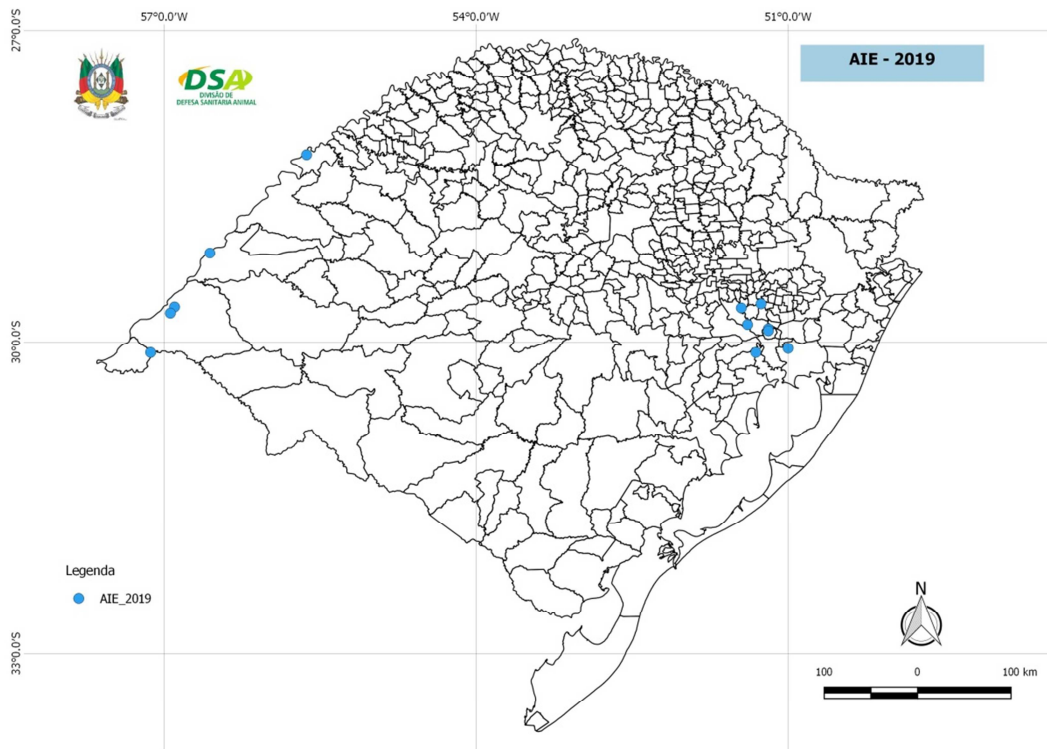 57°0.0'W
54°0.0'W
51°0.0'W
27°0.0'S
AIE - 2019
DSA
DIVISÃO DE
DEFESA SANITARIA ANIMAL
30°0.0'S
Legenda
AIE_2019
N
33°0.0'S
100
0
100 km